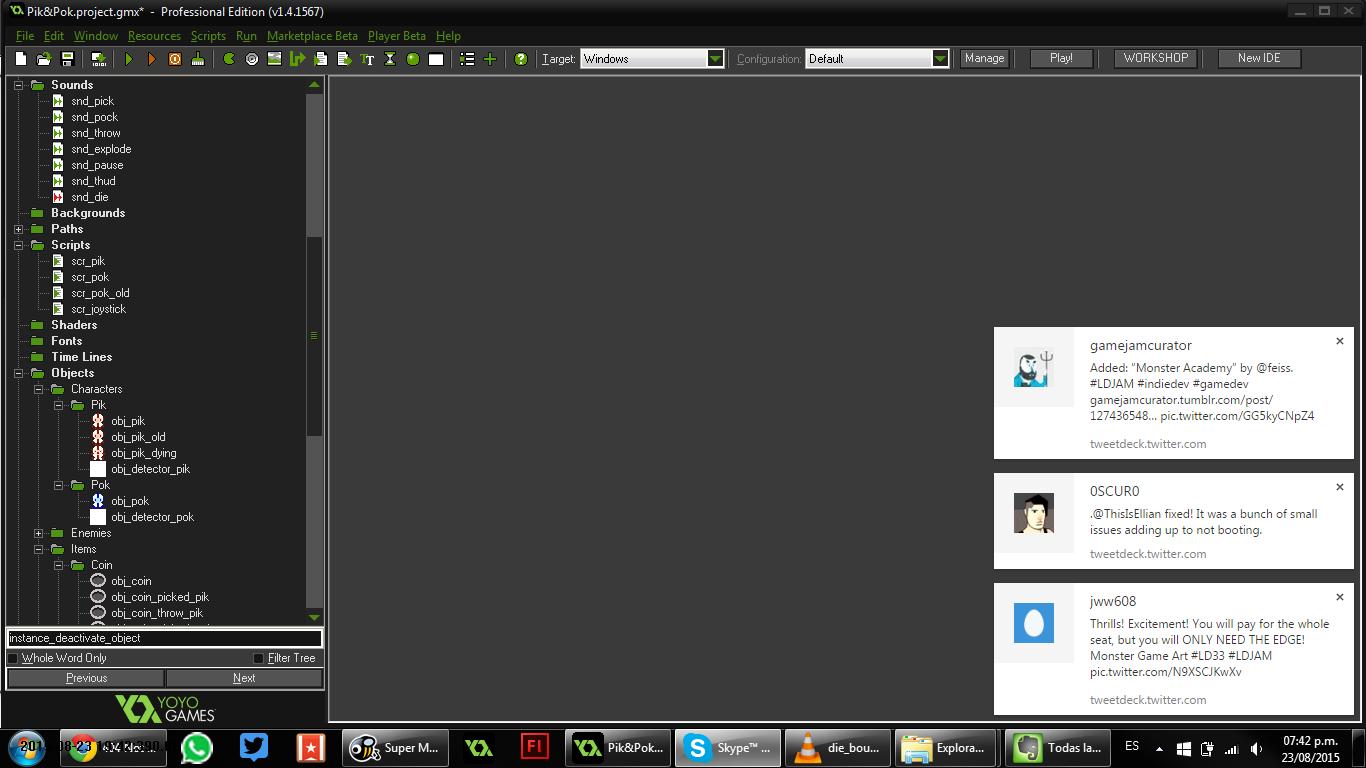 Pik&Pok.project.gmx* - Professional Edition (v1.4.1567)
File Edit Window Resources Scripts Run Marketplace Beta Player Beta Help
Target: Windows Configuration: Default Manage Play! WORKSHOP New IDE
Sounds
snd_pick
snd_pock
snd_throw
snd_explode
snd_pause
snd_thud
snd_die
Backgrounds
Paths
Scripts
scr_pik
scr_pok
scr_pok_old
scr_joystick
Shaders
Fonts
Time Lines
Objects
Characters
Pik
obj_pik
obj_pik_old
obj_pik_dying
obj_detector_pik
Pok
obj_pok
obj_detector_pok
Enemies
Items
Coin
obj_coin
obj_coin_picked_pik
obj_coin_throw_pik
instance_deactivate_object
Whole Word Only Filter Tree
Previous Next
YOYO
GAMES
gamejamcurator
Added: "Monster Academy" by @feiss.
#LDJAM #indiedev #gamedev
gamejamcurator.tumblr.com/post/
127436548... pic.twitter.com/GG5kyCNpZ4
tweetdeck.twitter.com
0SCUR0
.@ThisIsEllian fixed! It was a bunch of small
issues adding up to not booting.
tweetdeck.twitter.com
jww608
Thrills! Excitement! You will pay for the whole
seat, but you will ONLY NEED THE EDGE!
Monster Game Art #LD33 #LDJAM
pic.twitter.com/N9XSCJKwXv
tweetdeck.twitter.com
Super M... Fl Pik&Pok... Skype™ ... die_bou... Explora... Todas la... ES
07:42 p.m.
23/08/2015